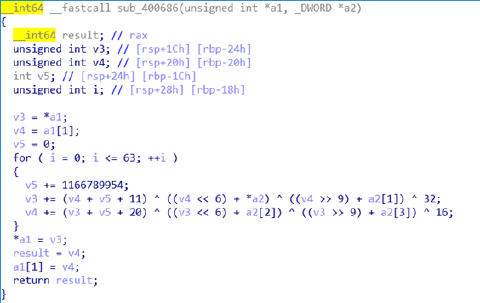 __int64 __fastcall sub_400686(unsigned int *a1, _DWORD *a2)
{
__int64 result; // rax
unsigned int v3; // [rsp+1Ch] [rbp-24h]
unsigned int v4; // [rsp+20h] [rbp-20h]
int v5; // [rsp+24h] [rbp-1Ch]
unsigned int i; // [rsp+28h] [rbp-18h]
v3 = *a1;
v4 = a1[1];
v5 = 0;
for ( i = 0; i <= 63; ++i )
{
v5 += 1166789954;
v3 += (v4 + v5 + 11) ^ ((v4 << 6) + *a2) ^ ((v4 >> 9) + a2[1]) ^ 32;
v4 += (v3 + v5 + 20) ^ ((v3 << 6) + a2[2]) ^ ((v3 >> 9) + a2[3]) ^ 16;
}
*a1 = v3;
result = v4;
a1[1] = v4;
return result;
}